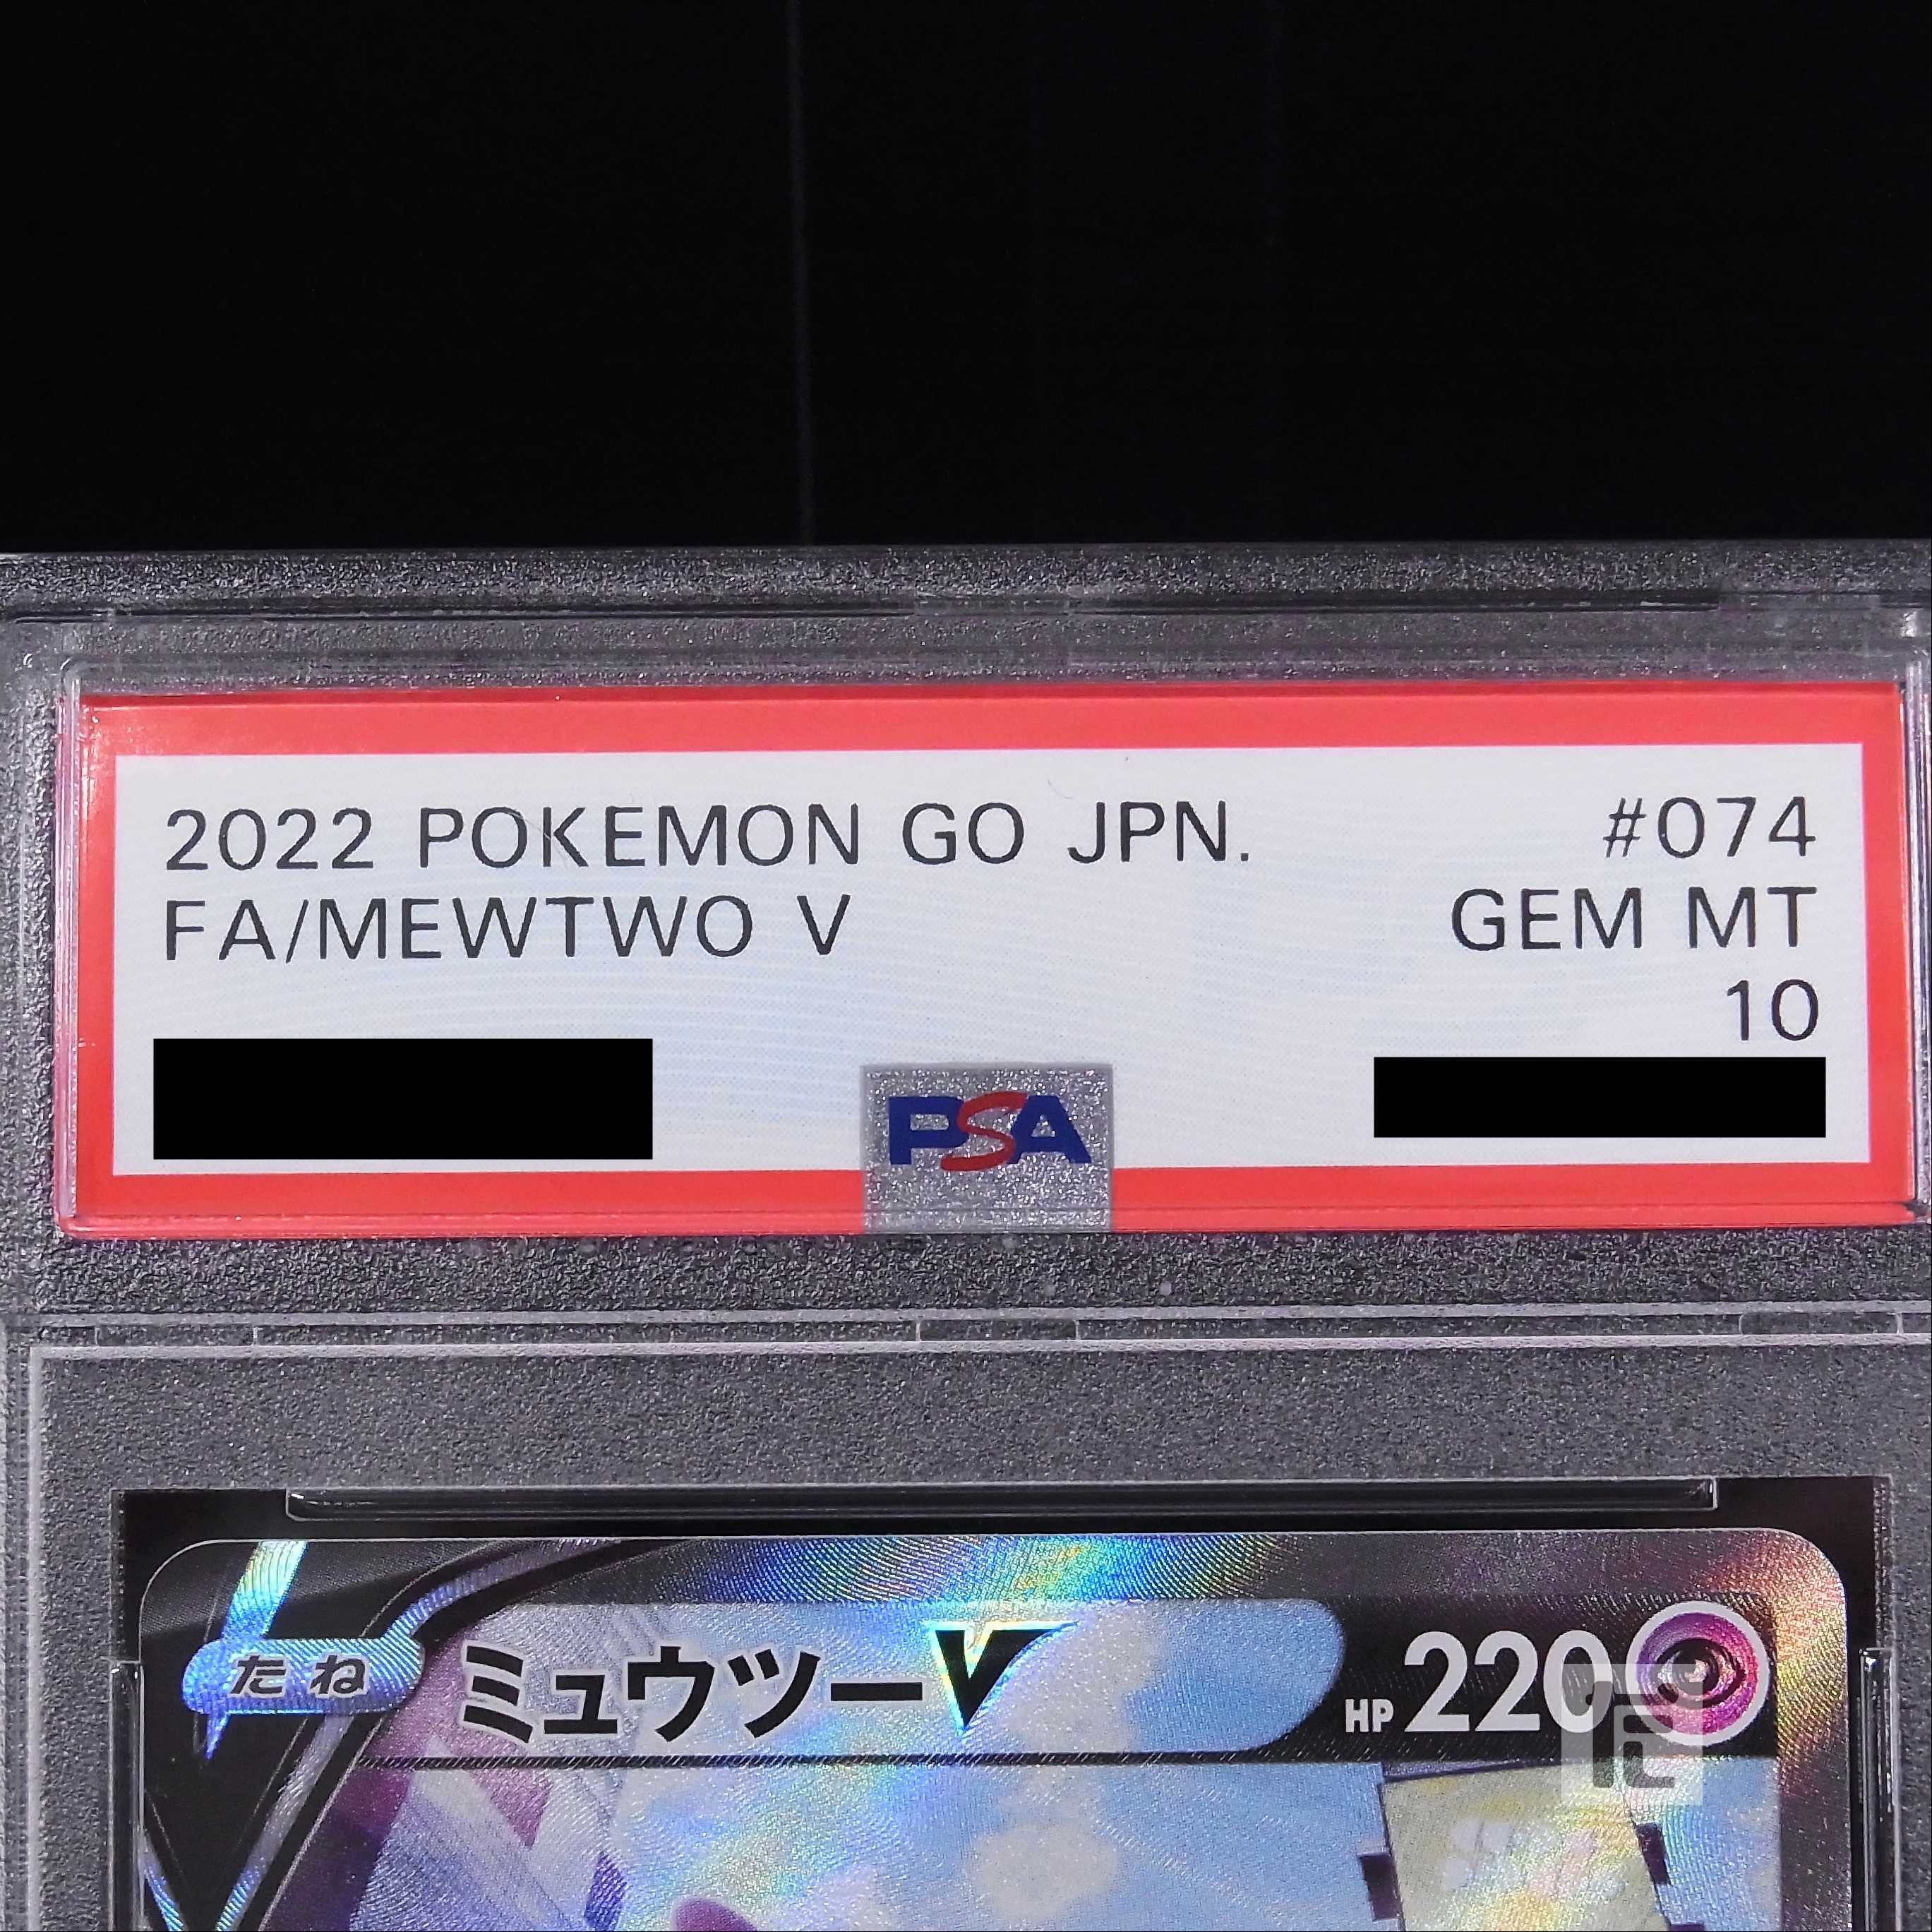 2022 POKEMON GO JPN. #074
FA/MEWTWO V GEM MT
10
PSA
たね ミュウツーV HP 220